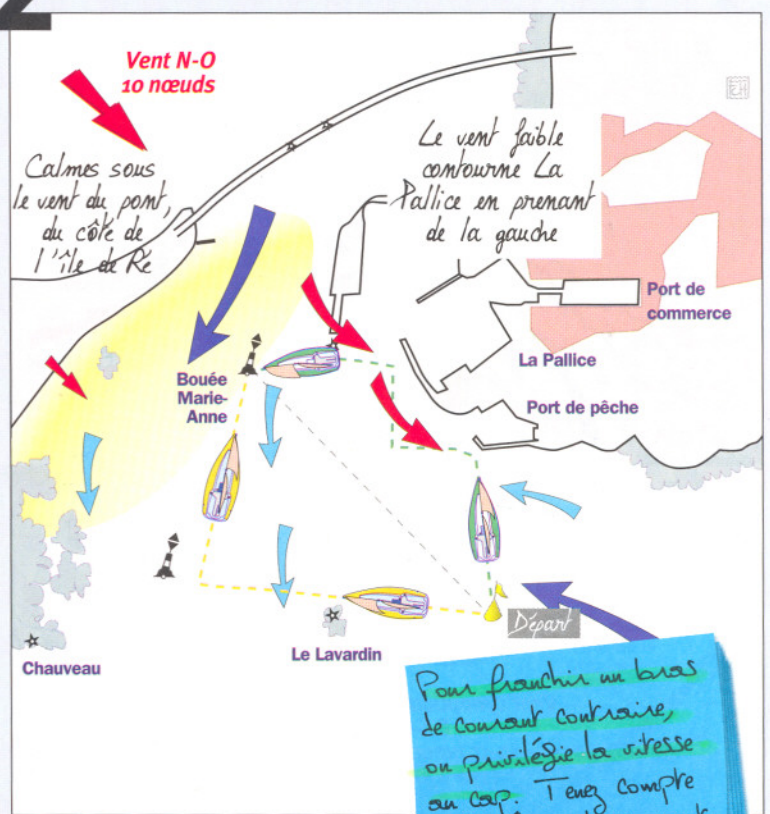 2
Vent N-O
10 nœuds
Calmes sous
le vent du pont,
du côté de
l'île de Ré
Le vent faible
contourne La
Pallice en prenant
de la gauche
Port de
commerce
La Pallice
Port de pêche
Bouée
Marie-
Anne
Départ
Le Lavardin
Chauveau
Pour franchir un bras
de courant contraire,
on privilégie la vitesse
au cap. Tenez compte